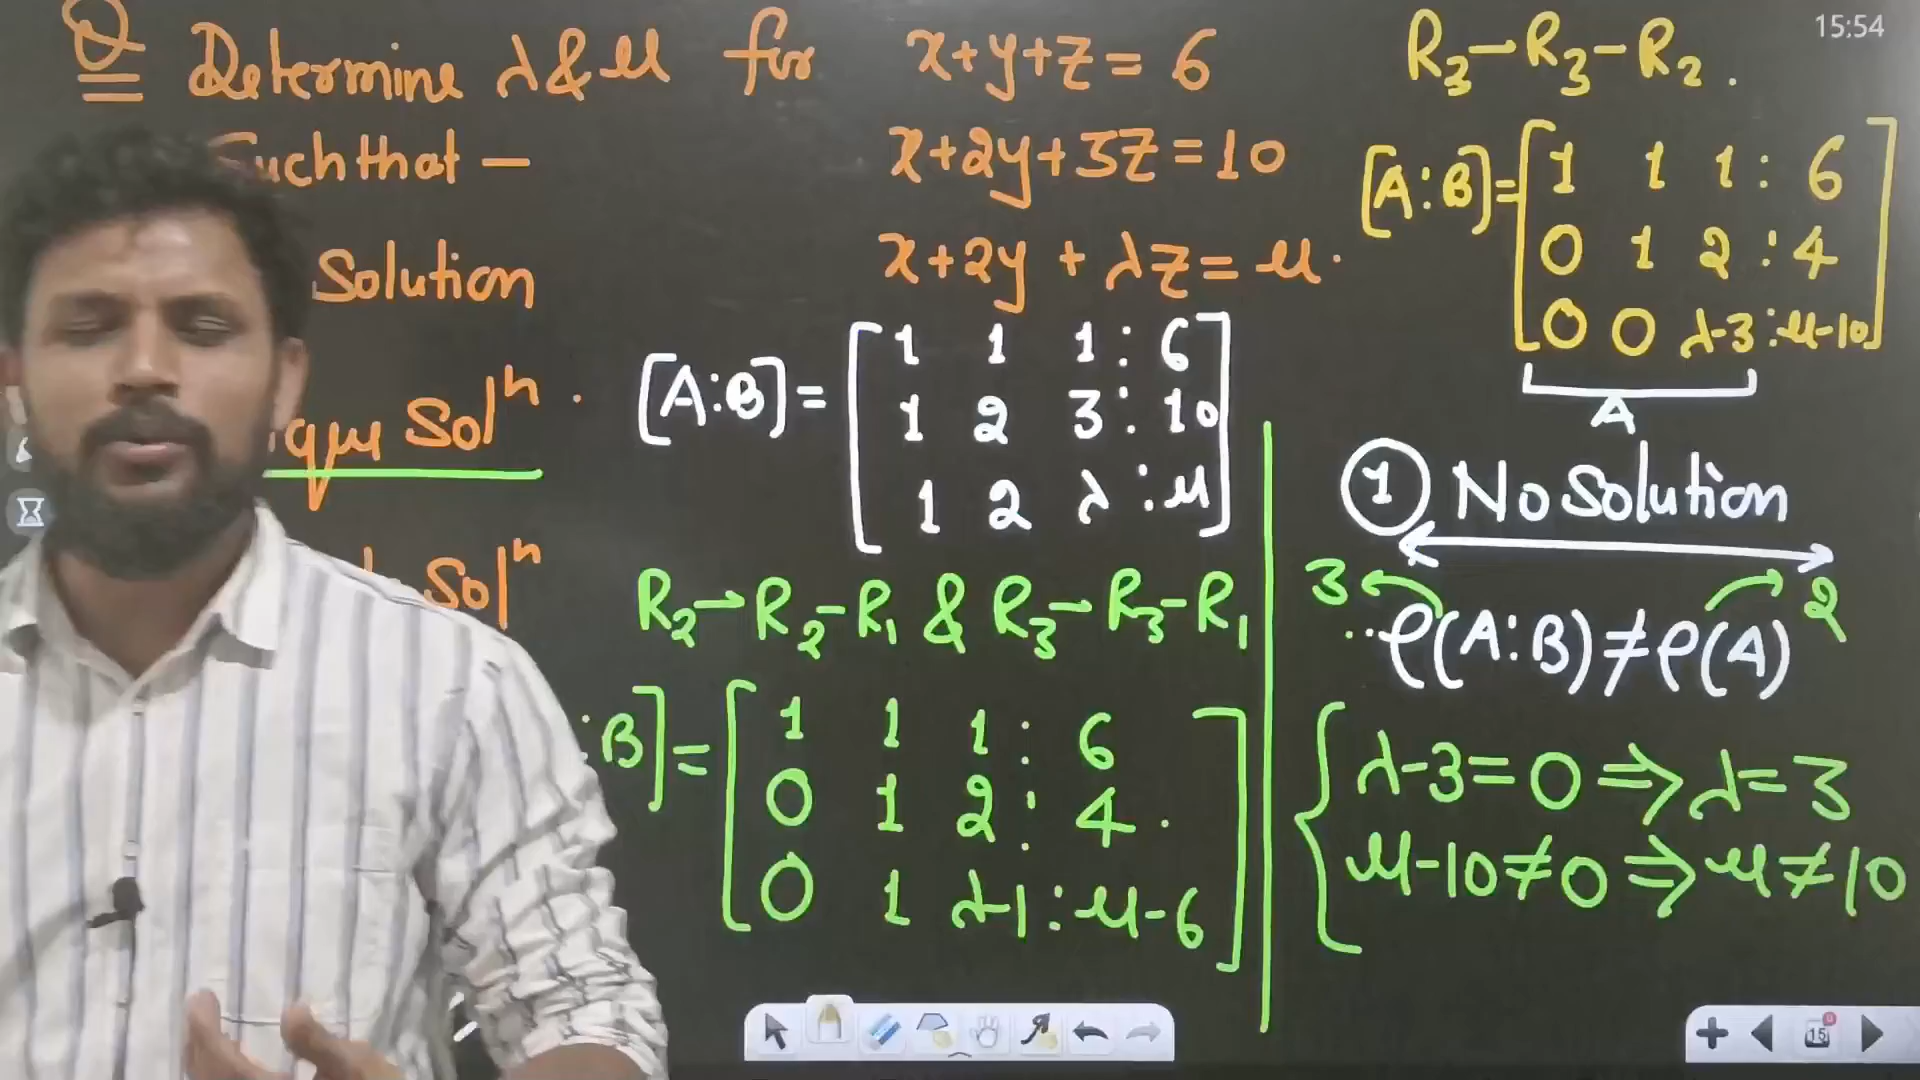 Q Determine λ & μ for x+y+z = 6
Such that – x+2y+3z = 10
Solution x+2y + λz = μ.
Solⁿ.
Solⁿ
[A:B] = [1 1 1 : 6
1 2 3 : 10
1 2 λ : μ]
R₂→R₂–R₁ & R₃→R₃–R₁
:B] = [1 1 1 : 6
0 1 2 : 4
0 1 λ-1 : μ-6]
R₃→R₃–R₂.
[A:B] = [1 1 1 : 6
0 1 2 : 4
0 0 λ-3 : μ-10]
A
① No Solution
3 2
ρ(A:B) ≠ ρ(A)
λ-3 = 0 ⇒ λ = 3
μ-10 ≠ 0 ⇒ μ ≠ 10
15:54
15